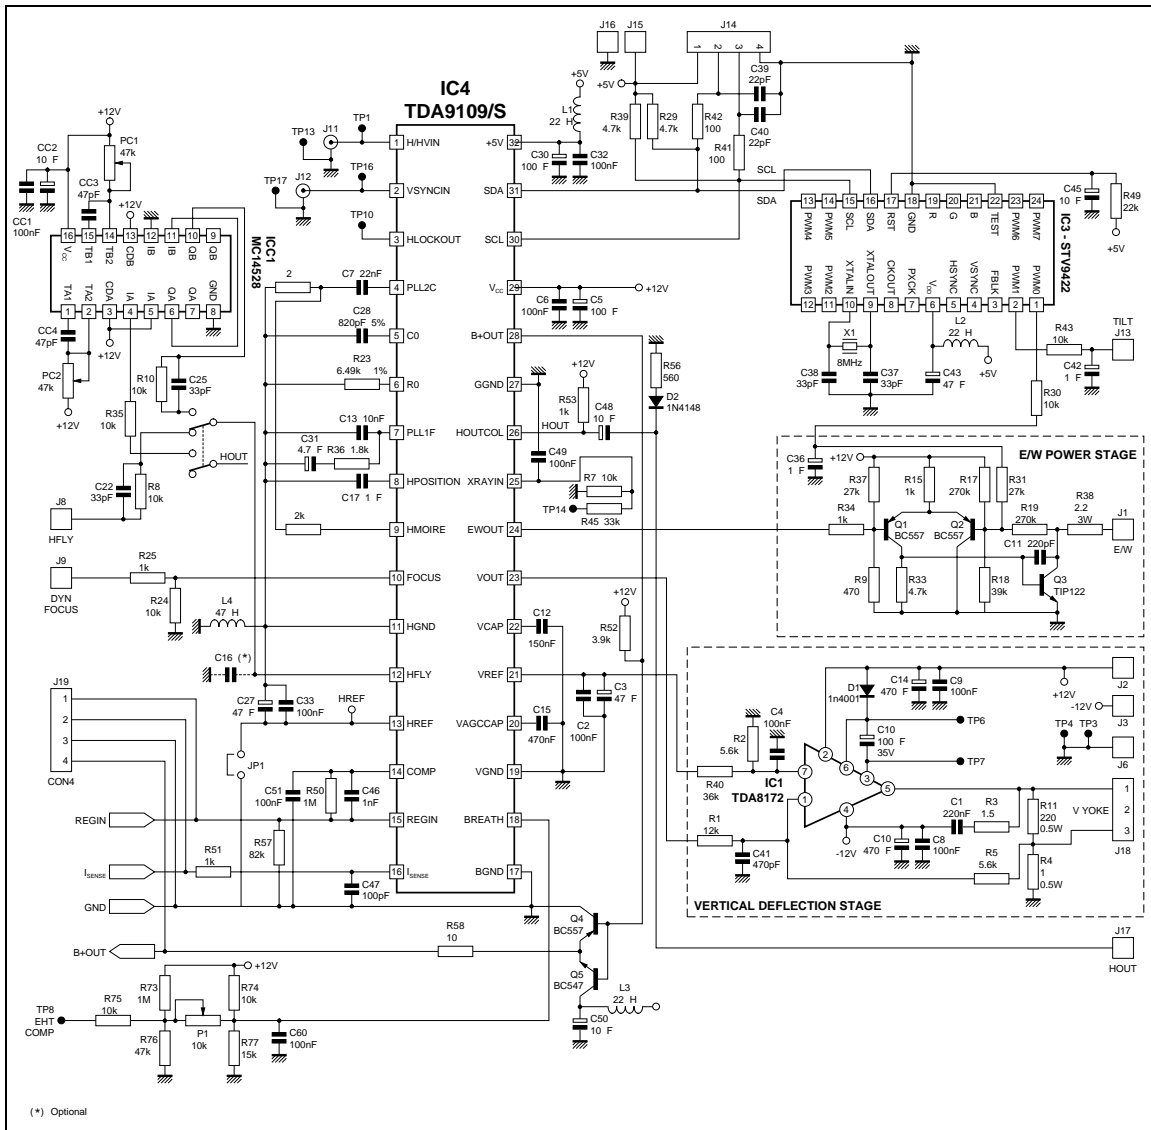 J16
J15
J14
1
2
3
4
IC4
TDA9109/S
+5V
+5V
C39
22pF
L1
22 H
R39
4.7k
R29
4.7k
R42
100
C40
22pF
R41
100
SCL
SDA
+12V
CC2
10 F
PC1
47k
CC3
47pF
+12V
CC1
100nF
TP13
J11
TP1
TP17
J12
TP16
TP10
C30
100 F
C32
100nF
16
15
14
13
12
11
10
9
VCC
TB1
TB2
CDB
IB
IB
QB
QB
TA1
TA2
CDA
IA
IA
QA
QA
GND
1
2
3
4
5
6
7
8
ICC1
MC14528
CC4
47pF
PC2
47k
+12V
+12V
R10
10k
C25
33pF
R35
10k
HOUT
C22
33pF
R8
10k
J8
HFLY
J9
DYN
FOCUS
R25
1k
R24
10k
L4
47 H
C16 (*)
2
C7 22nF
C28
820pF 5%
R23
6.49k 1%
C13 10nF
C31
4.7 F
R36 1.8k
C17 1 F
2k
C27
47 F
C33
100nF
HREF
JP1
1 H/HVIN
2 VSYNCIN
3 HLOCKOUT
4 PLL2C
5 C0
6 R0
7 PLL1F
8 HPOSITION
9 HMOIRE
10 FOCUS
11 HGND
12 HFLY
13 HREF
14 COMP
15 REGIN
16 ISENSE
+5V 32
SDA 31
SCL 30
VCC 29
B+OUT 28
GGND 27
HOUTCOL 26
XRAYIN 25
EWOUT 24
VOUT 23
VCAP 22
VREF 21
VAGCCAP 20
VGND 19
BREATH 18
BGND 17
C6
100nF
C5
100 F
+12V
+12V
R53
1k
C48
10 F
HOUT
R56
560
D2
1N4148
C49
100nF
R7 10k
TP14
R45 33k
C12
150nF
+12V
R52
3.9k
C3
47 F
C2
100nF
C15
470nF
13
14
15
16
17
18
19
20
21
22
23
24
PWM4
PWM5
SCL
SDA
RST
GND
R
G
B
TEST
PWM6
PWM7
PWM3
PWM2
XTALIN
XTALOUT
CKOUT
PXCK
VDD
HSYNC
VSYNC
FBLK
PWM1
PWM0
12
11
10
9
8
7
6
5
4
3
2
1
IC3 - STV9422
C45
10 F
R49
22k
+5V
X1
8MHz
C38
33pF
C37
33pF
L2
22 H
C43
47 F
+5V
R43
10k
TILT
J13
C42
1 F
R30
10k
E/W POWER STAGE
C36
1 F
+12V
R37
27k
R15
1k
R17
270k
R31
27k
R34
1k
Q1
BC557
Q2
BC557
R19
270k
R38
2.2
3W
J1
E/W
C11 220pF
R9
470
R33
4.7k
R18
39k
Q3
TIP122
D1
1n4001
C14
470 F
C9
100nF
+12V
J2
-12V
J3
TP4
TP3
J6
TP6
TP7
C10
100 F
35V
C4
100nF
R2
5.6k
R40
36k
IC1
TDA8172
7
1
2
6
3
5
4
-12V
R1
12k
C41
470pF
C10
470 F
C8
100nF
C1
220nF
R3
1.5
R11
220
0.5W
V YOKE
1
2
3
J18
R5
5.6k
R4
1
0.5W
VERTICAL DEFLECTION STAGE
J19
1
2
3
4
CON4
C51
100nF
R50
1M
C46
1nF
REGIN
R57
82k
R51
1k
ISENSE
C47
100pF
GND
B+OUT
R58
10
Q4
BC557
Q5
BC547
L3
22 H
C50
10 F
J17
HOUT
+12V
R73
1M
R74
10k
R75
10k
TP8
EHT
COMP
P1
10k
R76
47k
R77
15k
C60
100nF
(*) Optional